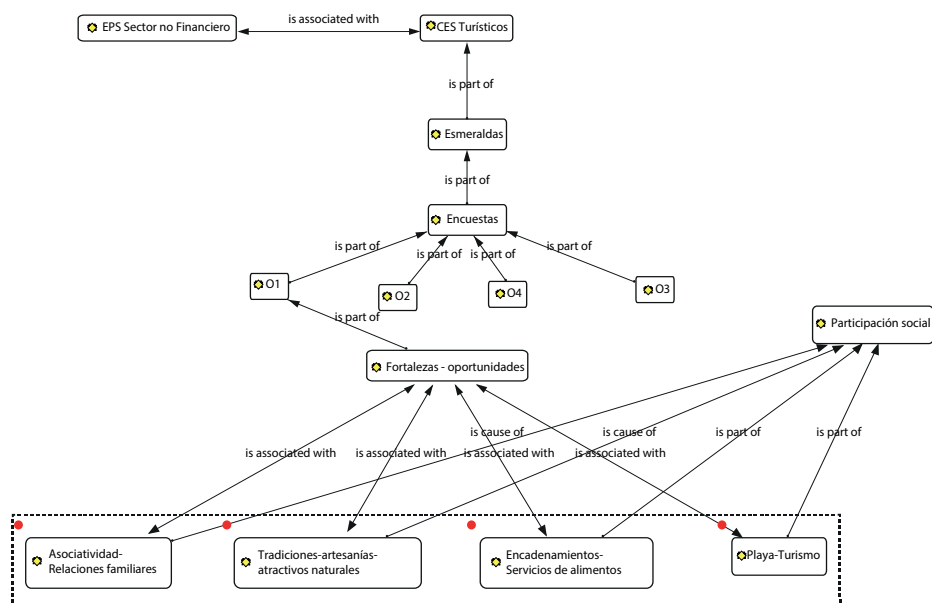 EPS Sector no Financiero
is associated with
CES Turísticos
is part of
Esmeraldas
is part of
Encuestas
is part of
is part of
is part of
is part of
O1
O2
O4
O3
is part of
Participación social
Fortalezas - oportunidades
is cause of
is cause of
is part of
is part of
is associated with
is associated with
is associated with
is associated with
Asociatividad-
Relaciones familiares
Tradiciones-artesanías-
atractivos naturales
Encadenamientos-
Servicios de alimentos
Playa-Turismo